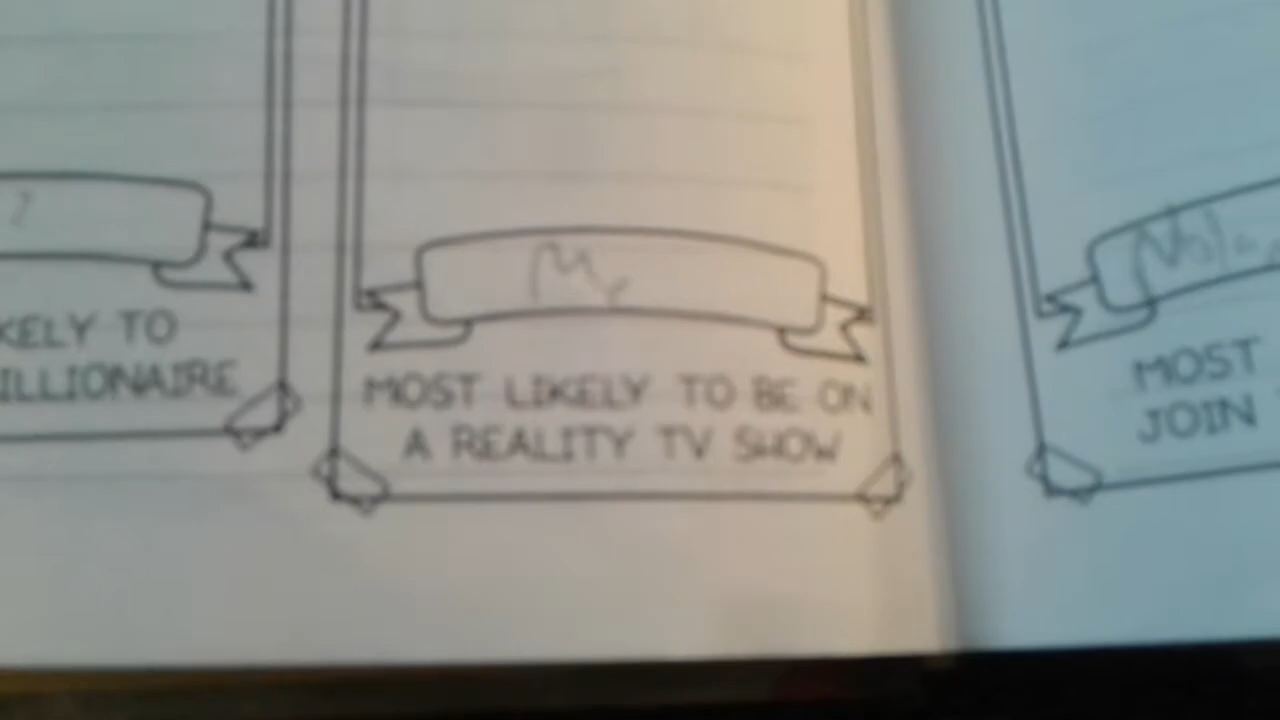 KELY TO
ILLIONAIRE
MOST LIKELY TO BE ON
A REALITY TV SHOW
MOST
JOIN